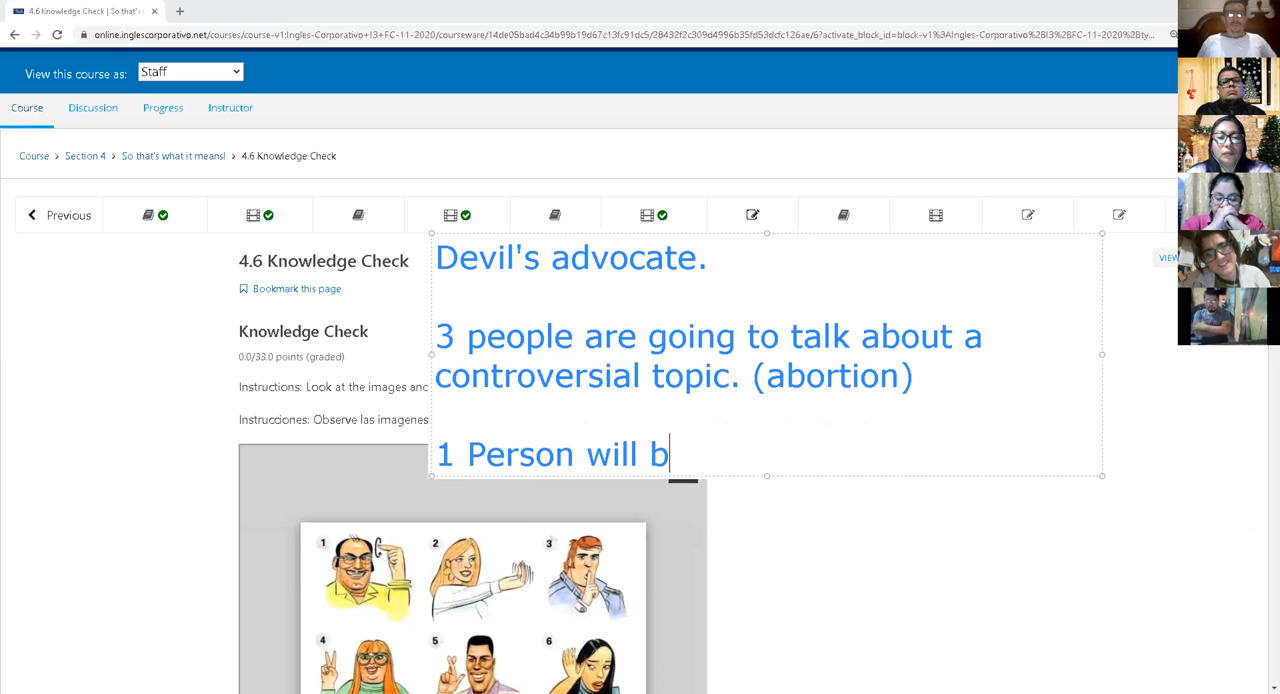 4.6 Knowledge Check | So that's
online.inglescorporativo.net/courses/course-v1:Ingles-Corporativo+I3+FC-11-2020/courseware/14de05bad4c34b99b19d67c13fc91dc5/28432f2c309d4996b35fd53dcfc126ae/6?activate_block_id=block-v1%3AIngles-Corporativo%2BI3%2BFC-11-2020%2Bty...
View this course as: Staff
Course Discussion Progress Instructor
Course > Section 4 > So that's what it means! > 4.6 Knowledge Check
Previous
4.6 Knowledge Check
VIEW
Bookmark this page
Knowledge Check
0.0/33.0 points (graded)
Instructions: Look at the images and
Instrucciones: Observe las imagenes
Devil's advocate.
3 people are going to talk about a
controversial topic. (abortion)
1 Person will b
1 2 3
4 5 6